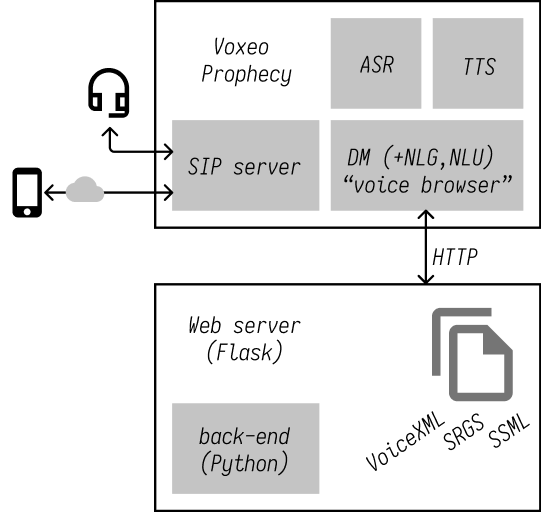 Voxeo
Prophecy
ASR
TTS
SIP server
DM (+NLG,NLU)
“voice browser”
HTTP
Web server
(Flask)
back-end
(Python)
VoiceXML
SRGS
SSML